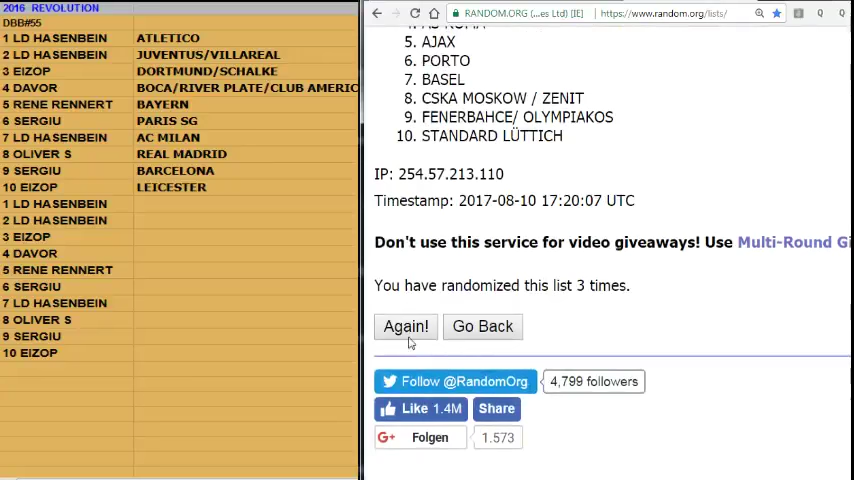 2016 REVOLUTION
DBB#55
1 LD HASENBEIN ATLETICO
2 LD HASENBEIN JUVENTUS/VILLAREAL
3 EIZOP DORTMUND/SCHALKE
4 DAVOR BOCA/RIVER PLATE/CLUB AMERIC
5 RENE RENNERT BAYERN
6 SERGIU PARIS SG
7 LD HASENBEIN AC MILAN
8 OLIVER S REAL MADRID
9 SERGIU BARCELONA
10 EIZOP LEICESTER
1 LD HASENBEIN
2 LD HASENBEIN
3 EIZOP
4 DAVOR
5 RENE RENNERT
6 SERGIU
7 LD HASENBEIN
8 OLIVER S
9 SERGIU
10 EIZOP
RANDOM.ORG (...es Ltd) [IE] https://www.random.org/lists/
5. AJAX
6. PORTO
7. BASEL
8. CSKA MOSKOW / ZENIT
9. FENERBAHCE/ OLYMPIAKOS
10. STANDARD LÜTTICH
IP: 254.57.213.110
Timestamp: 2017-08-10 17:20:07 UTC
Don't use this service for video giveaways! Use Multi-Round Gi
You have randomized this list 3 times.
Again! Go Back
Follow @RandomOrg 4,799 followers
Like 1.4M Share
G+ Folgen 1.573